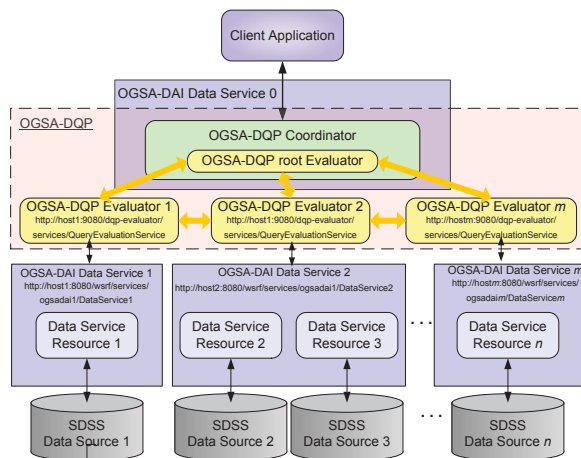 Client Application
OGSA-DAI Data Service 0
OGSA-DQP
OGSA-DQP Coordinator
OGSA-DQP root Evaluator
OGSA-DQP Evaluator 1
http://host1:9080/dqp-evaluator/
services/QueryEvaluationService
OGSA-DQP Evaluator 2
http://host1:9080/dqp-evaluator/
services/QueryEvaluationService
OGSA-DQP Evaluator m
http://hostm:9080/dqp-evaluator/
services/QueryEvaluationService
OGSA-DAI Data Service 1
http://host1:8080/wsrf/services/
ogsadai1/DataService1
OGSA-DAI Data Service 2
http://host2:8080/wsrf/services/ogsadai1/DataService2
OGSA-DAI Data Service m
http://hostm:8080/wsrf/services/
ogsadaim/DataServicem
Data Service
Resource 1
Data Service
Resource 2
Data Service
Resource 3
. . .
Data Service
Resource n
SDSS
Data Source 1
SDSS
Data Source 2
SDSS
Data Source 3
. . .
SDSS
Data Source n